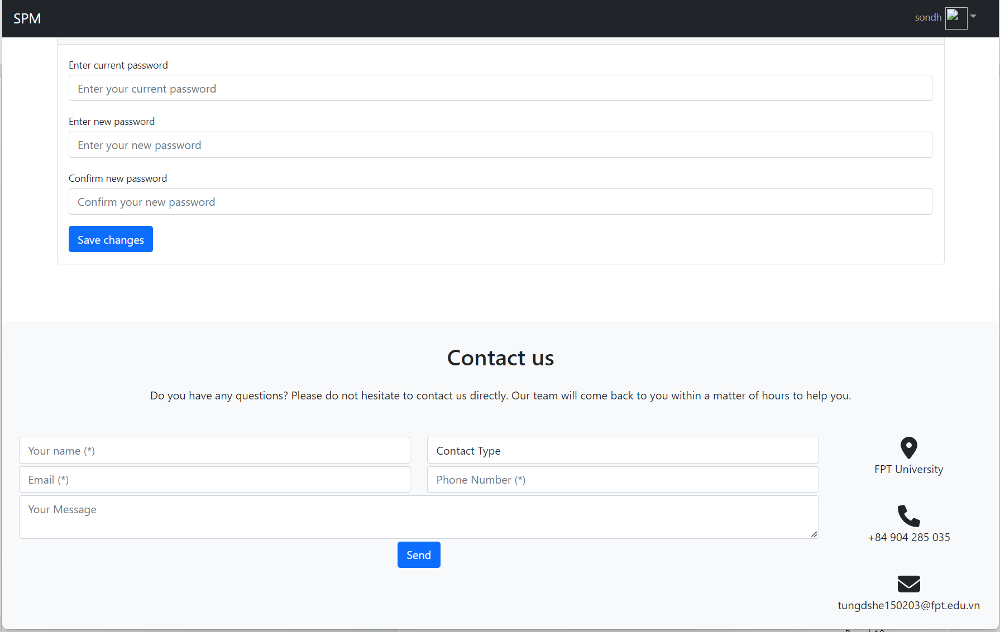 SPM
sondh
Enter current password
Enter your current password
Enter new password
Enter your new password
Confirm new password
Confirm your new password
Save changes
Contact us
Do you have any questions? Please do not hesitate to contact us directly. Our team will come back to you within a matter of hours to help you.
Your name (*)
Contact Type
Email (*)
Phone Number (*)
Your Message
Send
FPT University
+84 904 285 035
tungdshe150203@fpt.edu.vn